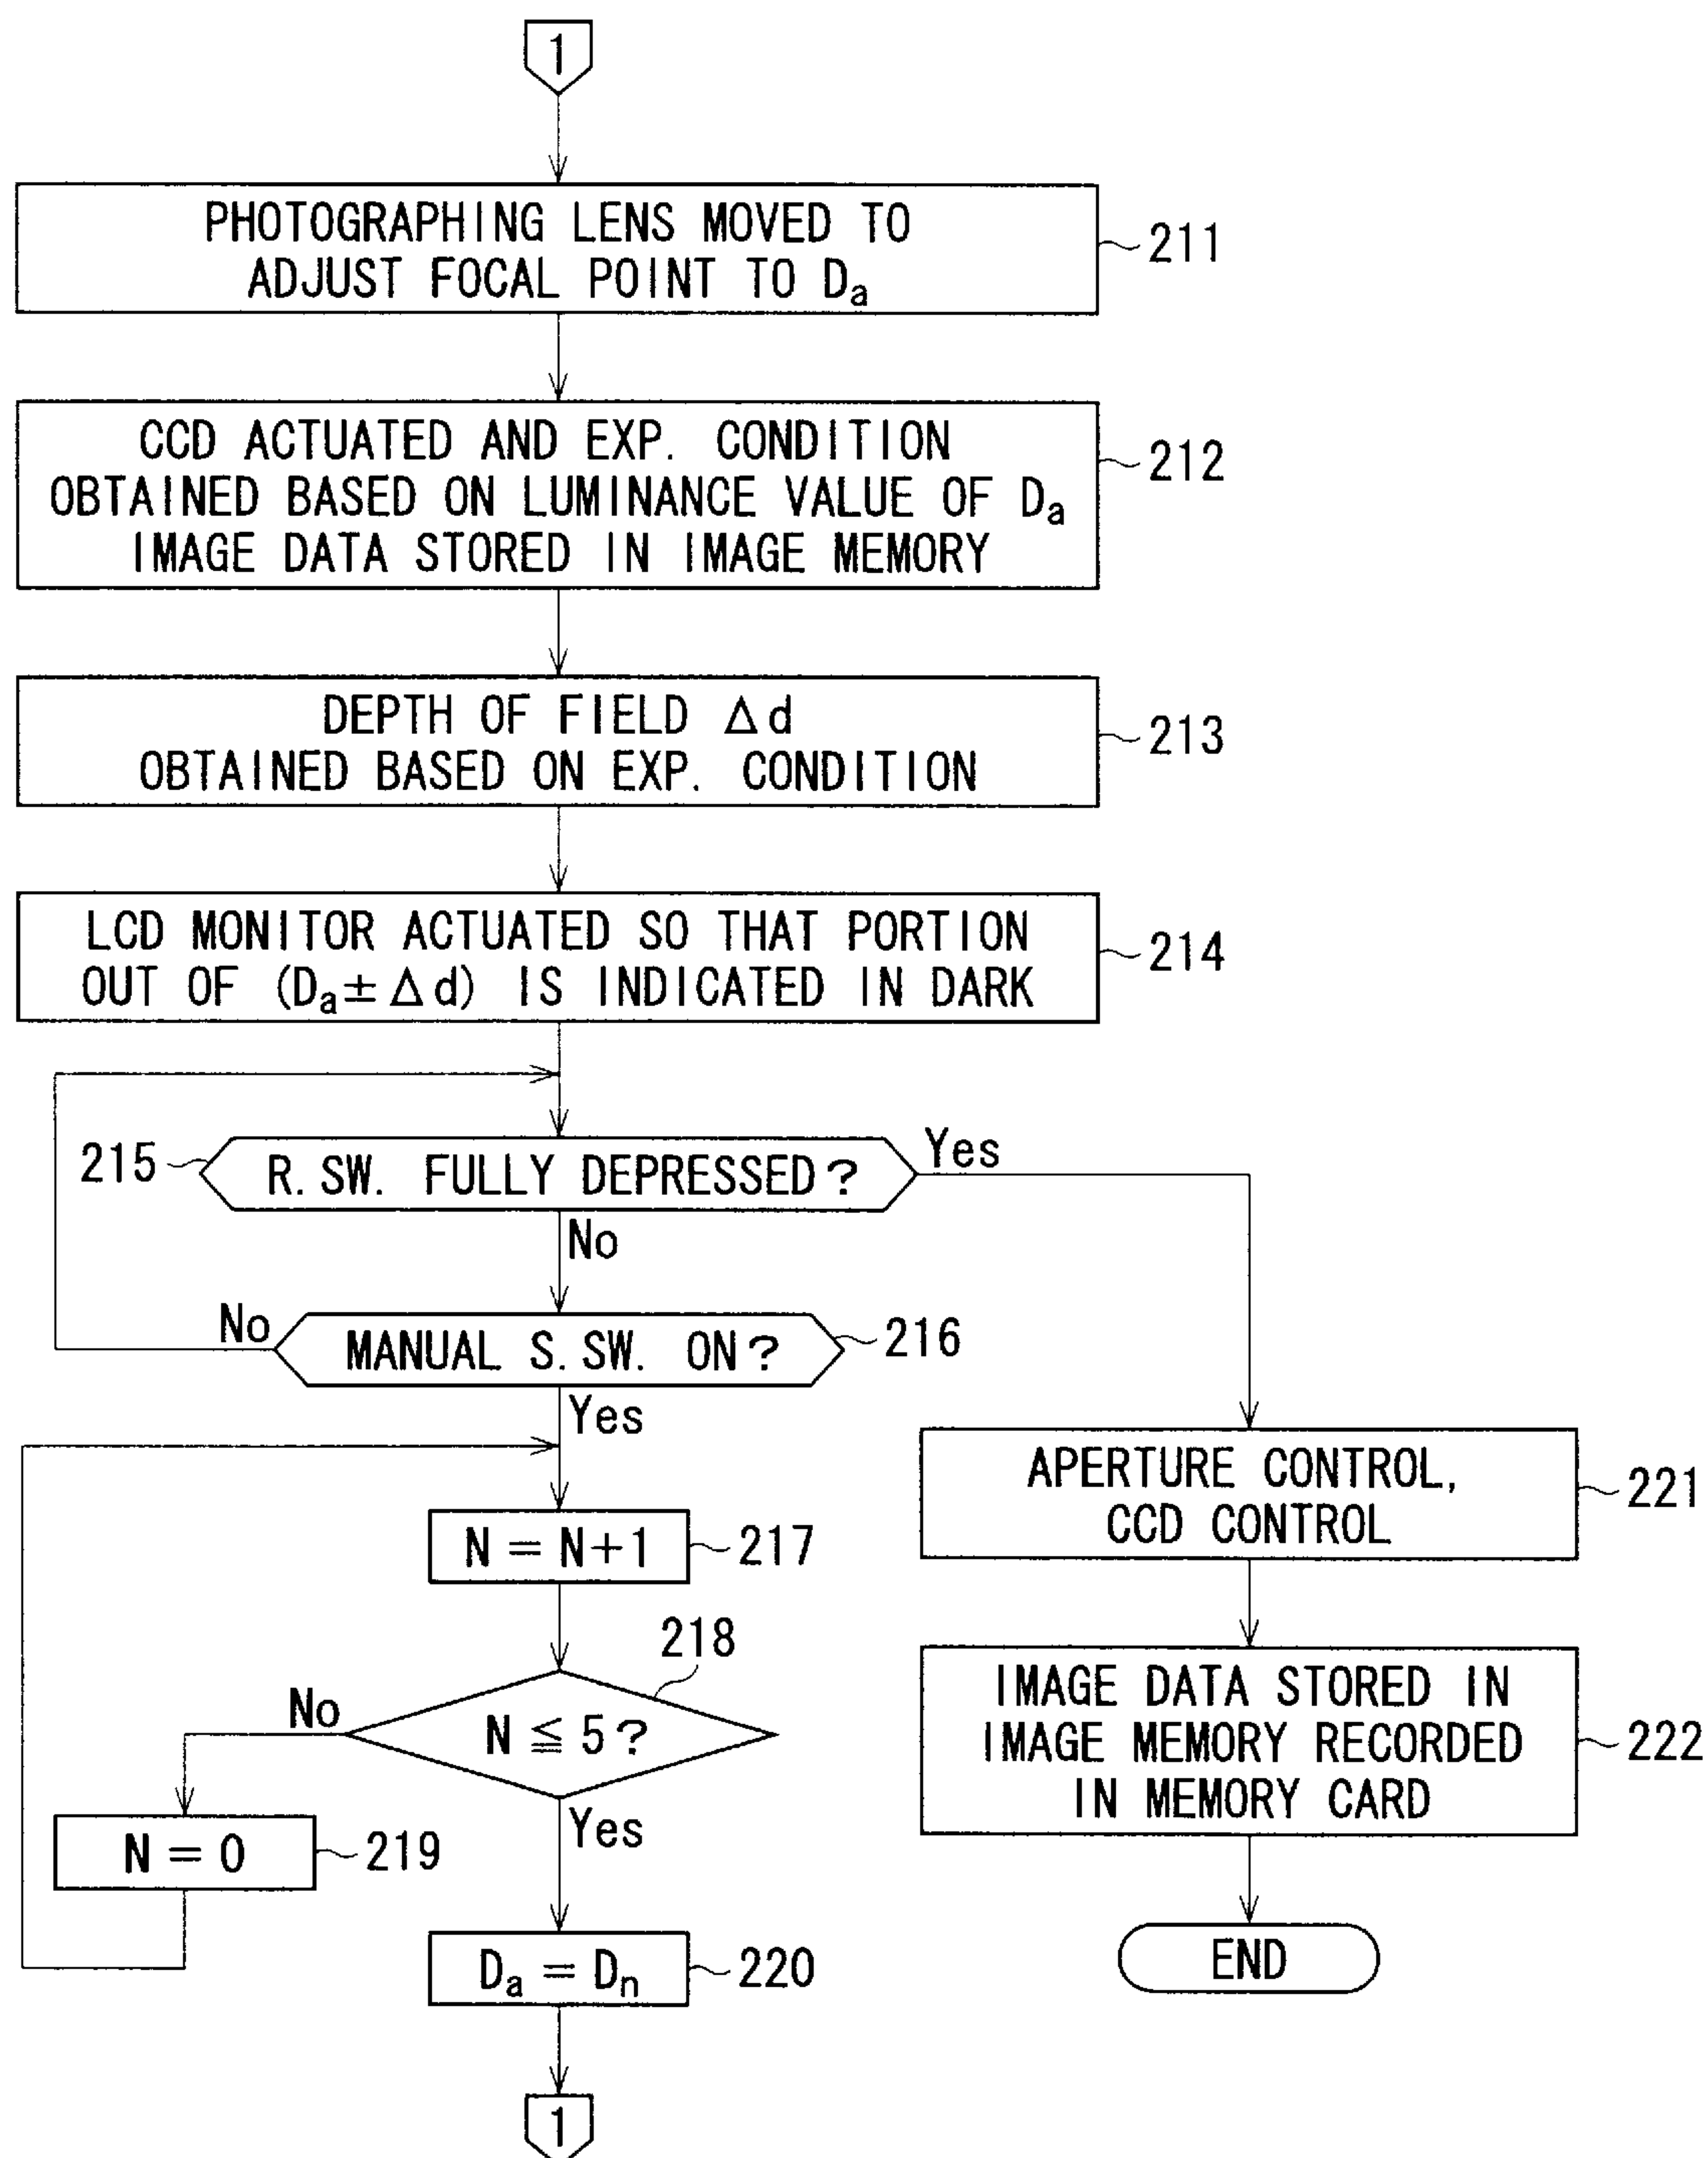 1
PHOTOGRAPHING LENS MOVED TO
ADJUST FOCAL POINT TO Da
211
CCD ACTUATED AND EXP. CONDITION
OBTAINED BASED ON LUMINANCE VALUE OF Da
IMAGE DATA STORED IN IMAGE MEMORY
212
DEPTH OF FIELD Δd
OBTAINED BASED ON EXP. CONDITION
213
LCD MONITOR ACTUATED SO THAT PORTION
OUT OF (Da±Δd) IS INDICATED IN DARK
214
215
R.SW. FULLY DEPRESSED?
Yes
No
No
MANUAL S.SW. ON?
216
Yes
N = N+1
217
218
No
N ≦ 5?
Yes
N = 0
219
Da = Dn
220
1
APERTURE CONTROL,
CCD CONTROL
221
IMAGE DATA STORED IN
IMAGE MEMORY RECORDED
IN MEMORY CARD
222
END